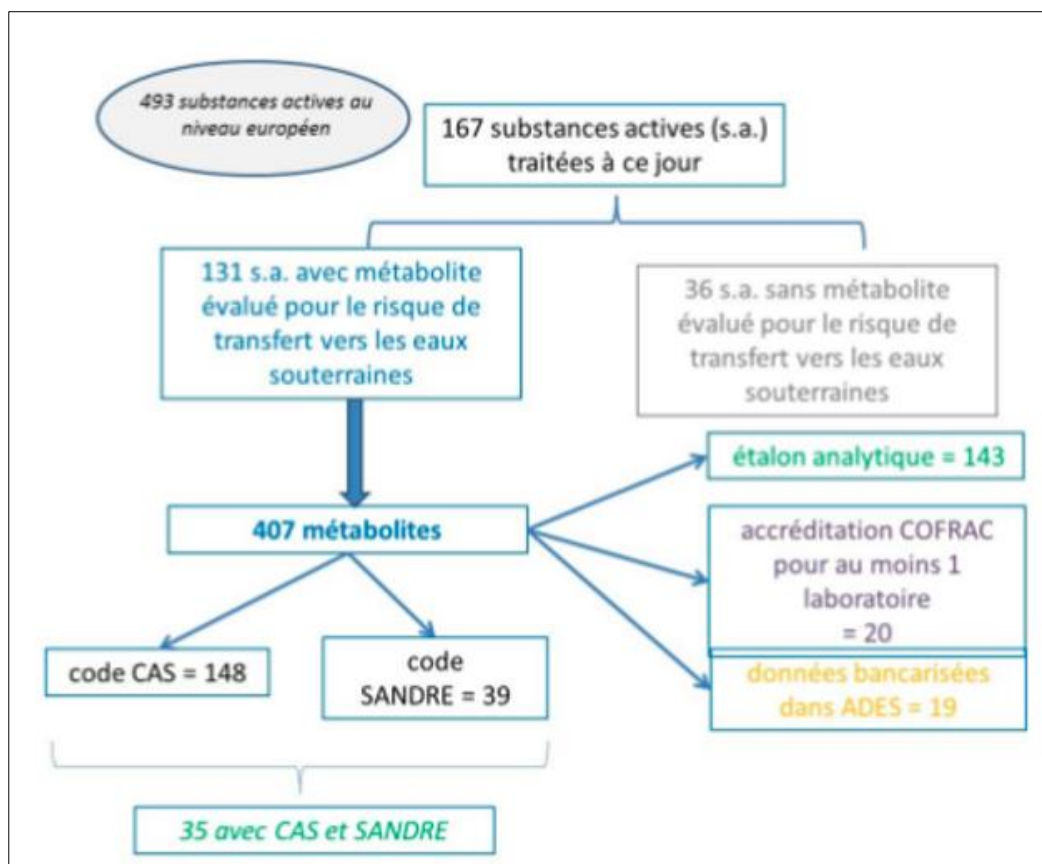 493 substances actives au
niveau européen
167 substances actives (s.a.)
traitées à ce jour
131 s.a. avec métabolite
évalué pour le risque de
transfert vers les eaux
souterraines
36 s.a. sans métabolite
évalué pour le risque de
transfert vers les eaux
souterraines
étalon analytique = 143
407 métabolites
accréditation COFRAC
pour au moins 1
laboratoire
= 20
code CAS = 148
code
SANDRE = 39
données bancarisées
dans ADES = 19
35 avec CAS et SANDRE